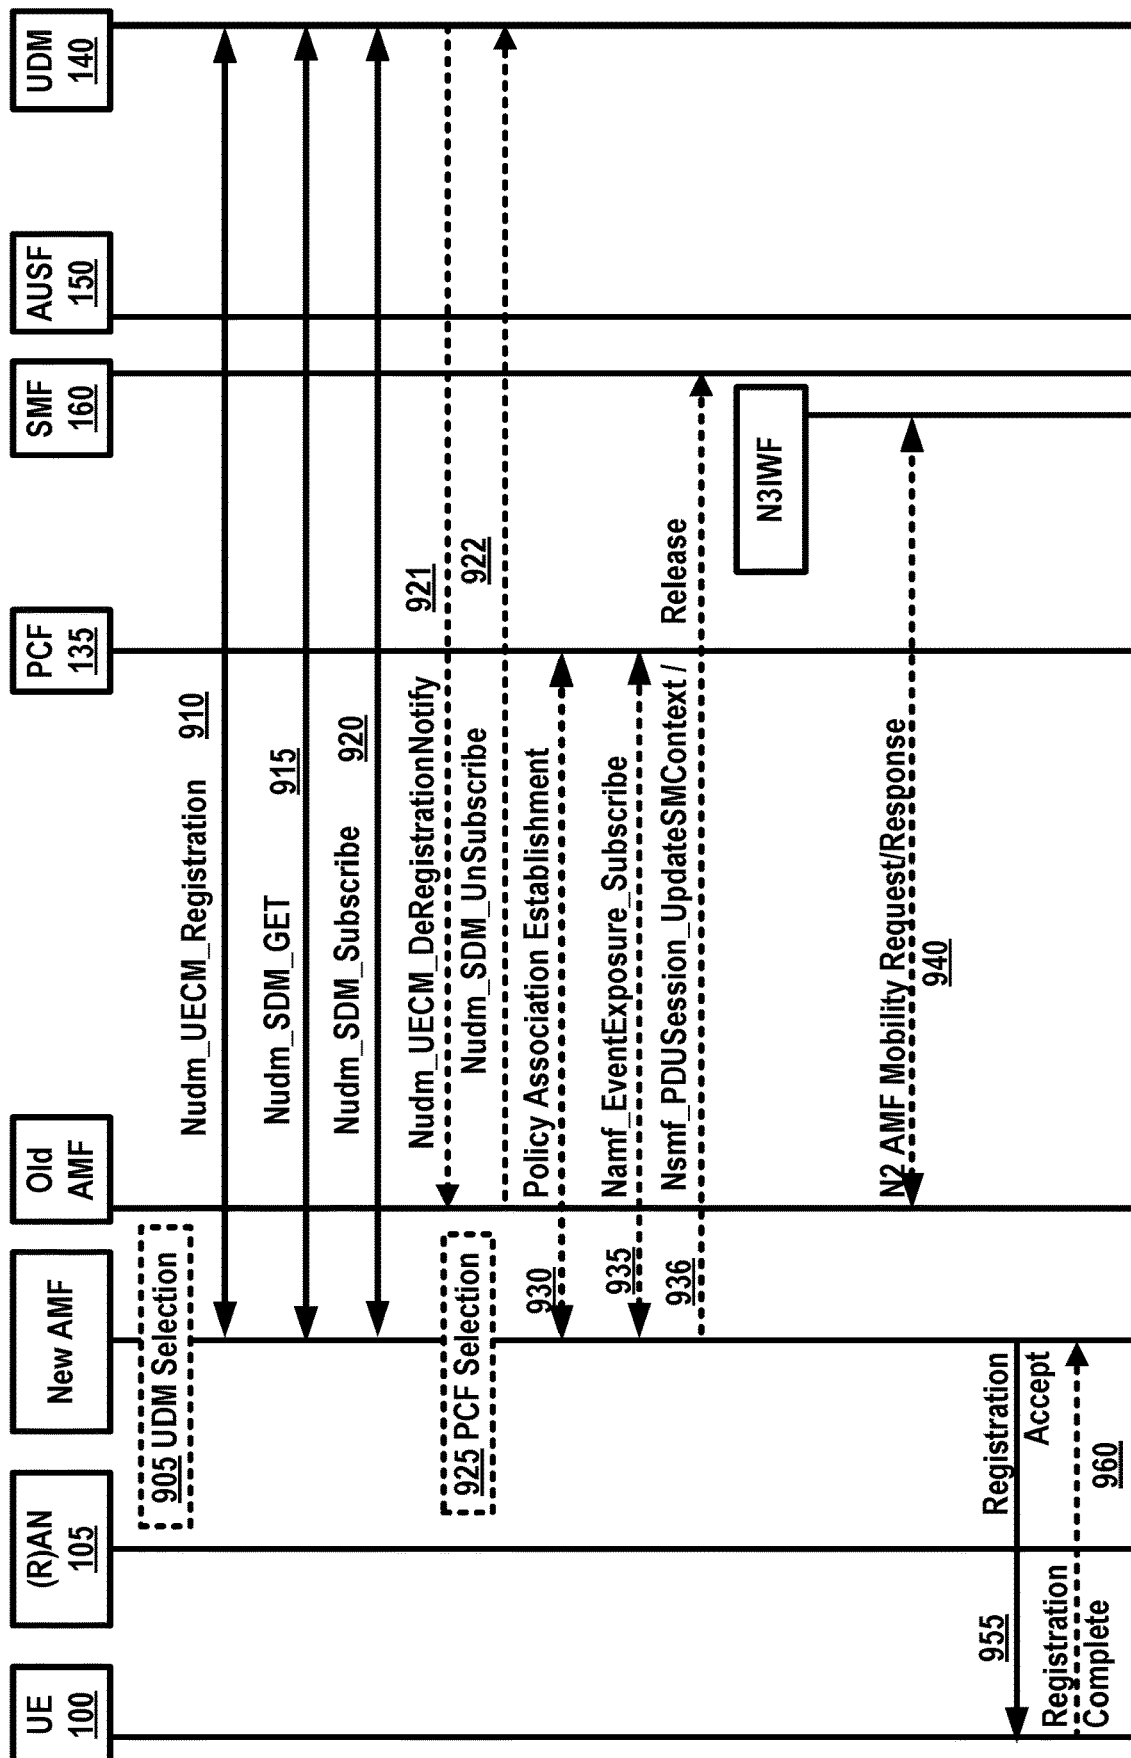 UE
100
(R)AN
105
New AMF
Old
AMF
PCF
135
SMF
160
AUSF
150
UDM
140
905 UDM Selection
Nudm_UECM_Registration
910
Nudm_SDM_GET
915
Nudm_SDM_Subscribe
920
Nudm_UECM_DeRegistrationNotify
921
925 PCF Selection
Nudm_SDM_UnSubscribe
922
930
Policy Association Establishment
935
Namf_EventExposure_Subscribe
936
Nsmf_PDUSession_UpdateSMContext /
Release
N3IWF
N2 AMF Mobility Request/Response
940
955
Registration
Accept
Registration
Complete
960